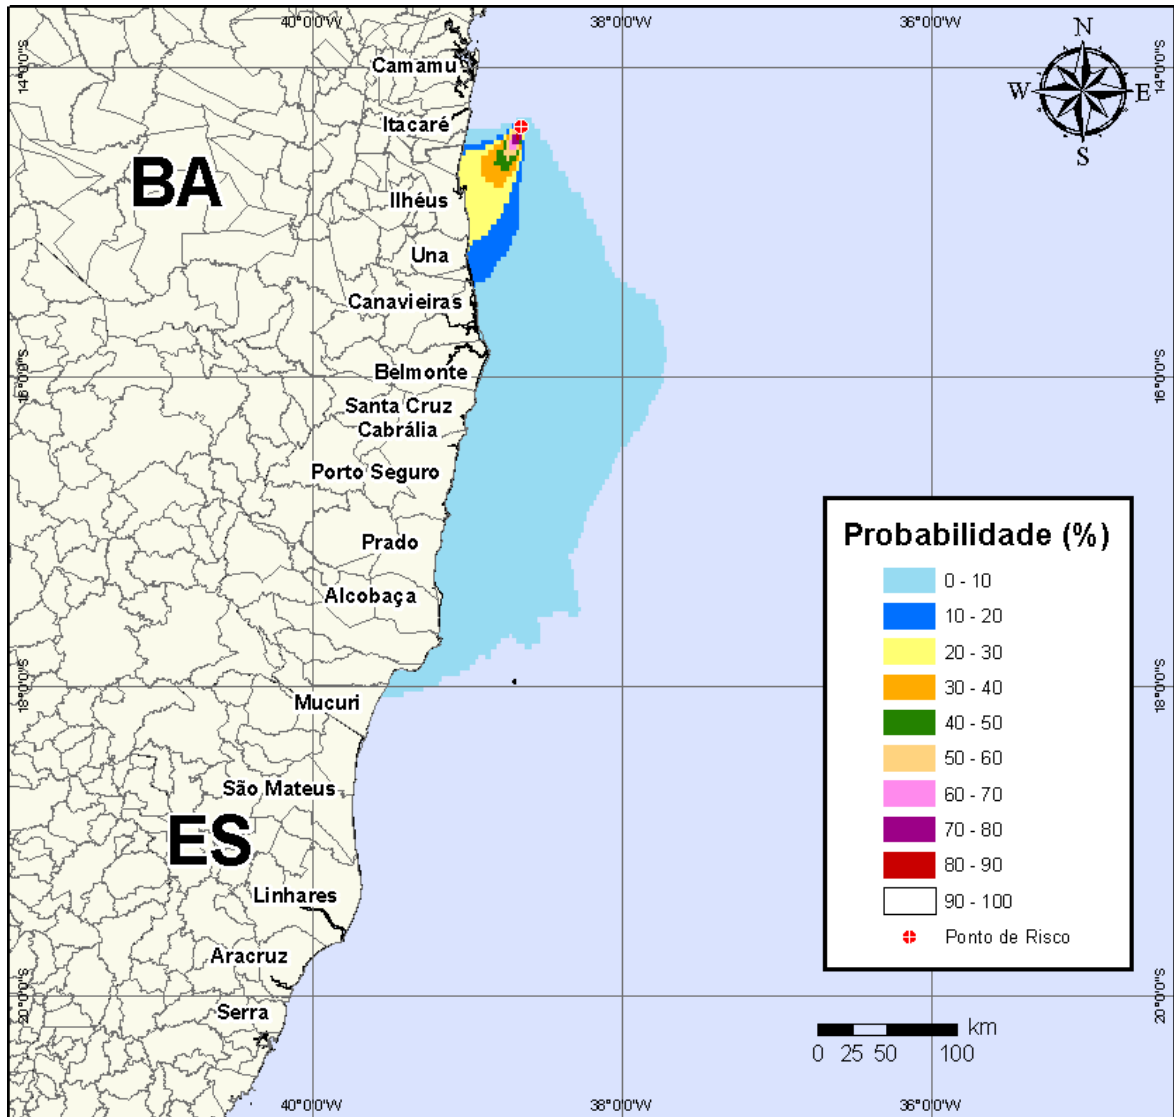 40°0'0"W
38°0'0"W
36°0'0"W
14°0'0"S
14°0'0"S
N
W
E
S
Camamu
Itacaré
BA
Ilhéus
Una
Canavieiras
Belmonte
16°0'0"S
16°0'0"S
Santa Cruz
Cabrália
Porto Seguro
Prado
Alcobaça
Mucuri
18°0'0"S
18°0'0"S
São Mateus
ES
Linhares
Aracruz
Serra
20°0'0"S
20°0'0"S
Probabilidade (%)
0 - 10
10 - 20
20 - 30
30 - 40
40 - 50
50 - 60
60 - 70
70 - 80
80 - 90
90 - 100
Ponto de Risco
km
0 25 50 100
40°0'0"W
38°0'0"W
36°0'0"W